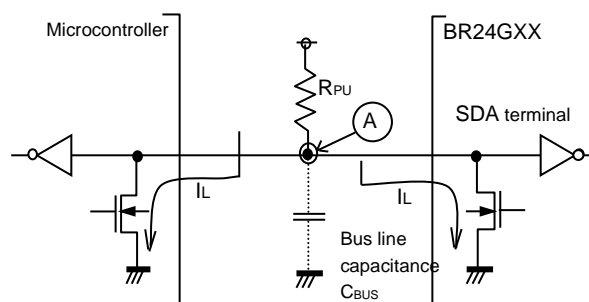 Microcontroller
BR24GXX
RPU
A
SDA terminal
IL
IL
Bus line
capacitance
CBUS